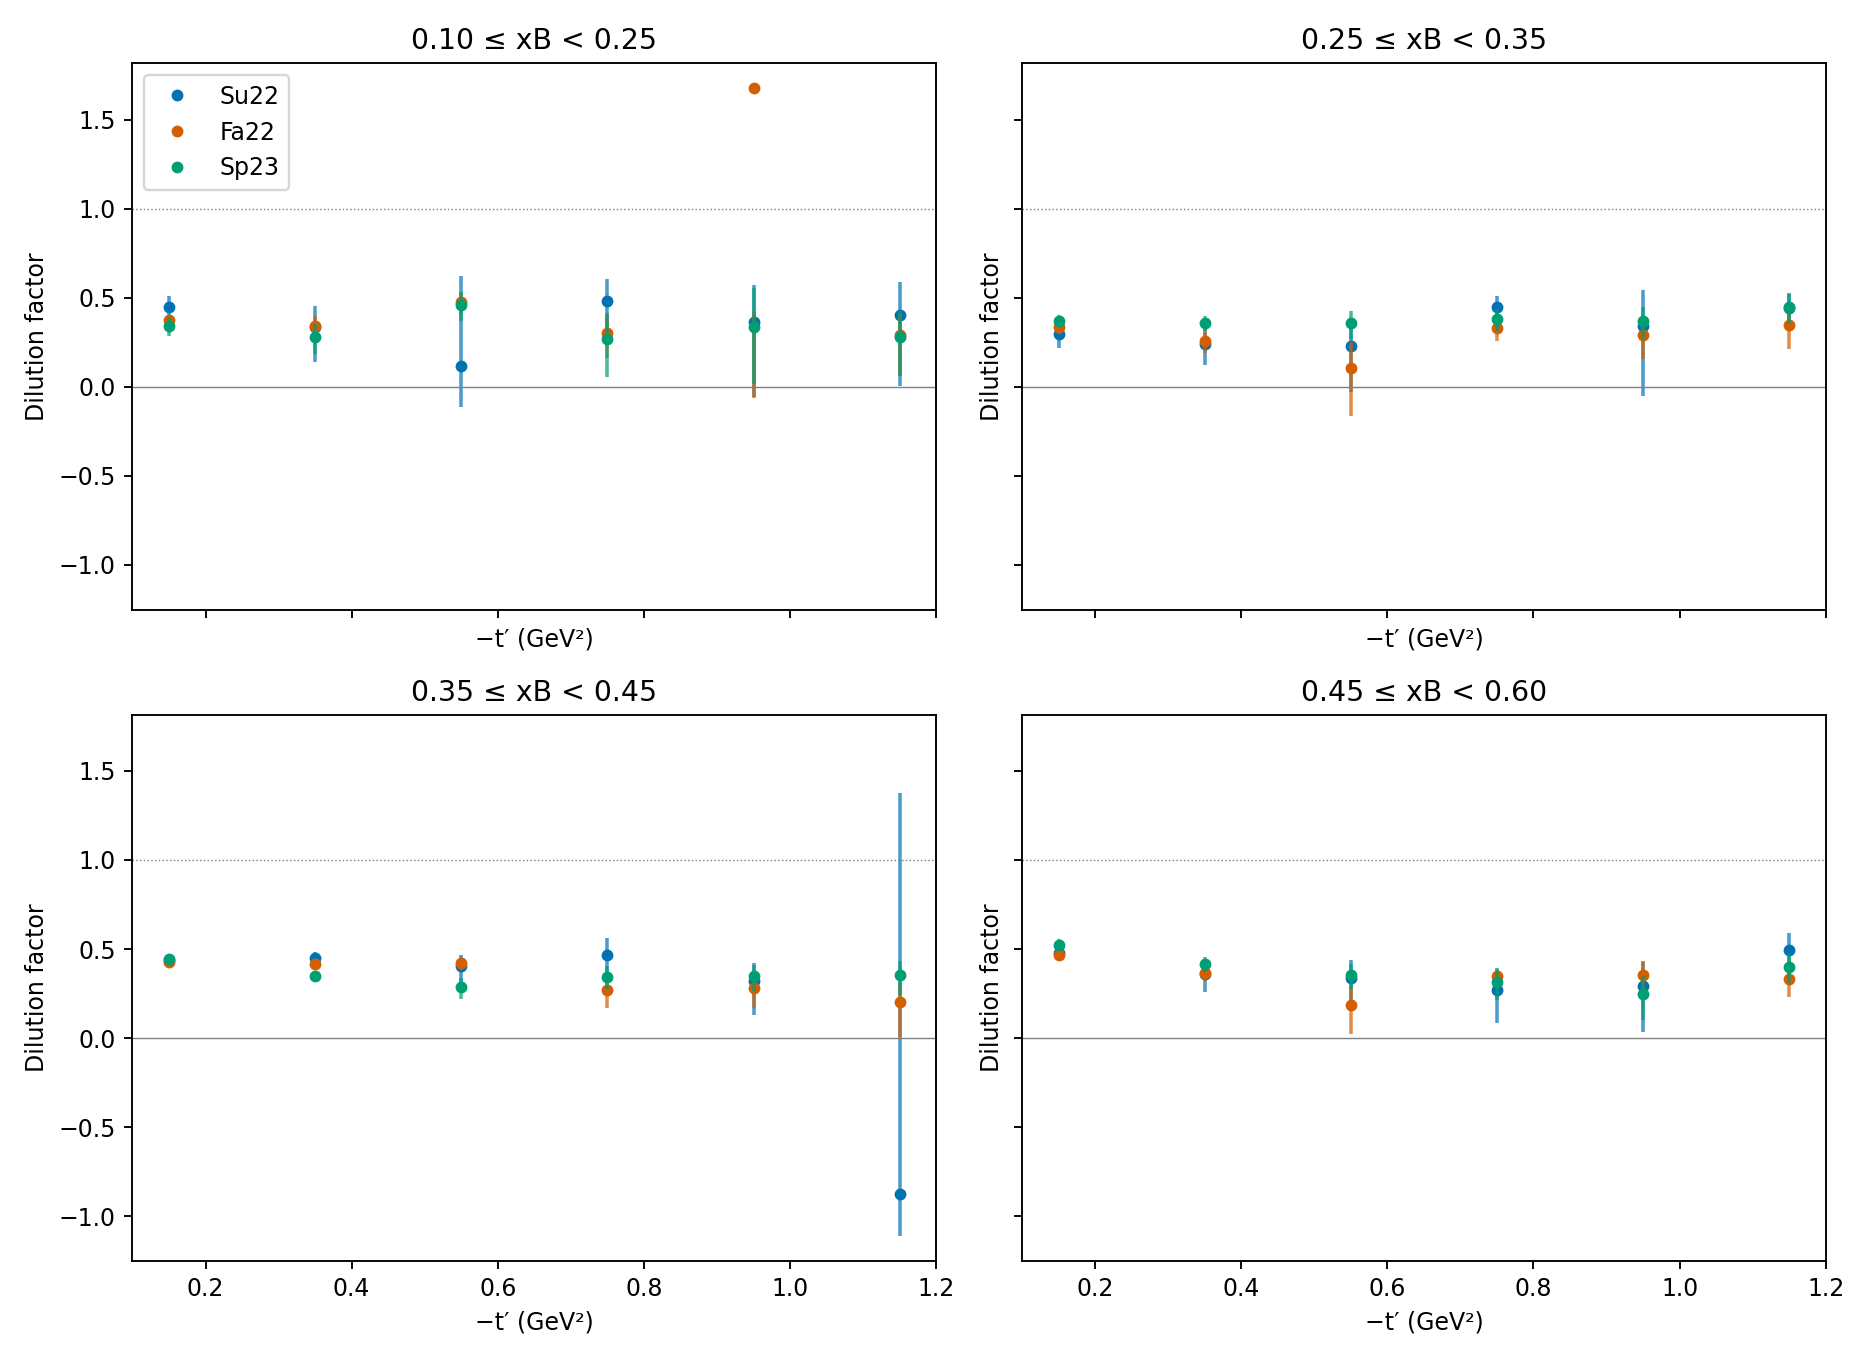 0.10 ≤ xB < 0.25
0.25 ≤ xB < 0.35
Su22
Fa22
Sp23
1.5
1.0
0.5
0.0
−0.5
−1.0
Dilution factor
Dilution factor
−t′ (GeV²)
−t′ (GeV²)
0.35 ≤ xB < 0.45
0.45 ≤ xB < 0.60
1.5
1.0
0.5
0.0
−0.5
−1.0
Dilution factor
Dilution factor
0.2 0.4 0.6 0.8 1.0 1.2
0.2 0.4 0.6 0.8 1.0 1.2
−t′ (GeV²)
−t′ (GeV²)